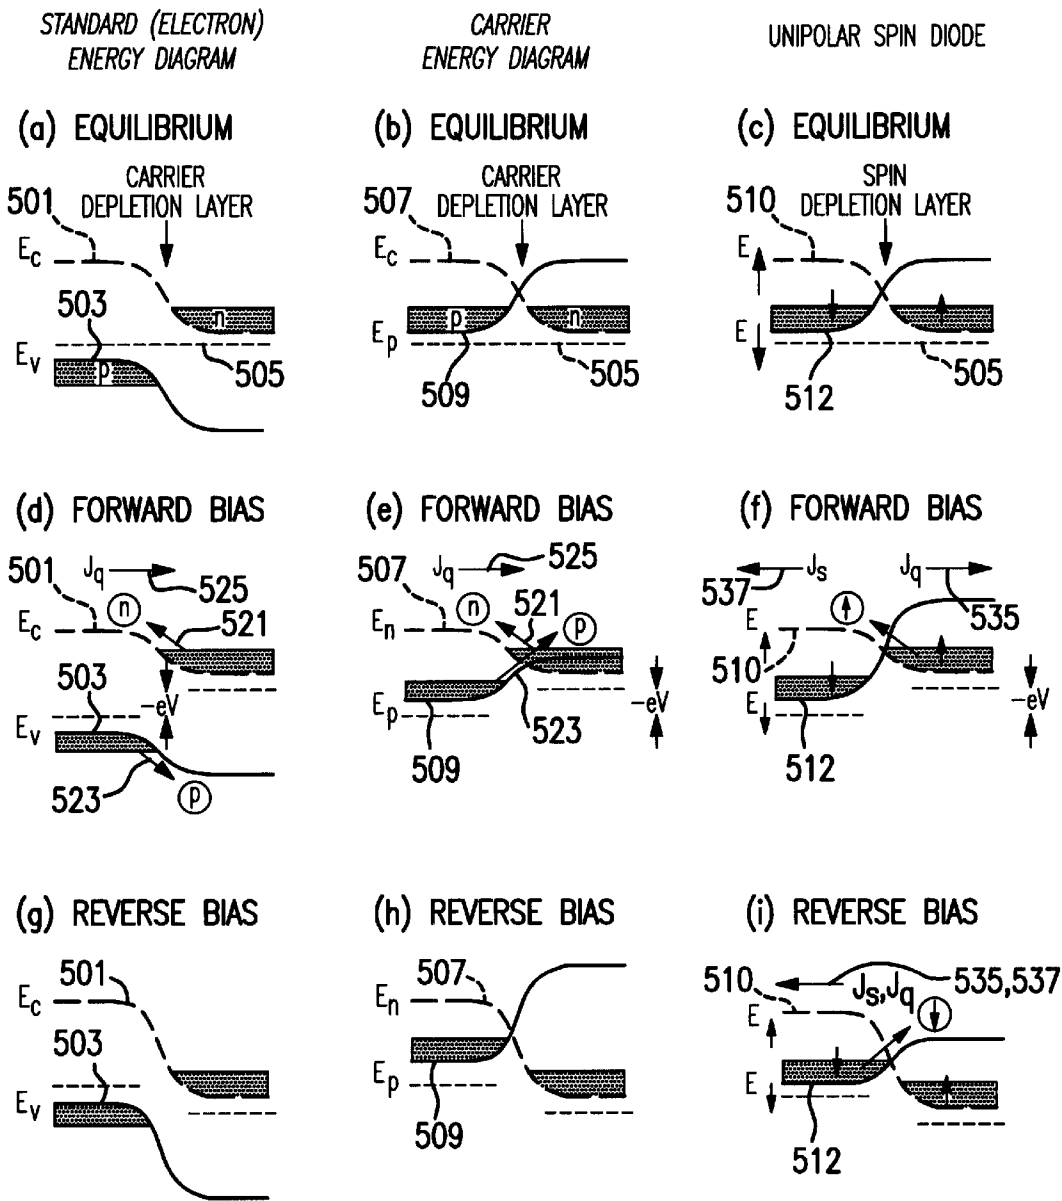 STANDARD (ELECTRON)
ENERGY DIAGRAM
CARRIER
ENERGY DIAGRAM
UNIPOLAR SPIN DIODE
(a) EQUILIBRIUM
501
CARRIER
DEPLETION LAYER
Ec
503
n
Ev
p
505
(b) EQUILIBRIUM
507
CARRIER
DEPLETION LAYER
Ec
p
n
Ep
509
505
(c) EQUILIBRIUM
510
SPIN
DEPLETION LAYER
E
E
512
505
(d) FORWARD BIAS
501
Jq
525
n
521
Ec
503
-eV
Ev
523
p
(e) FORWARD BIAS
507
Jq
525
n
521
p
En
Ep
-eV
509
523
(f) FORWARD BIAS
Js
Jq
537
535
E
510
E
-eV
512
(g) REVERSE BIAS
501
Ec
503
Ev
(h) REVERSE BIAS
507
En
Ep
509
(i) REVERSE BIAS
510
Js,Jq
535,537
E
E
512